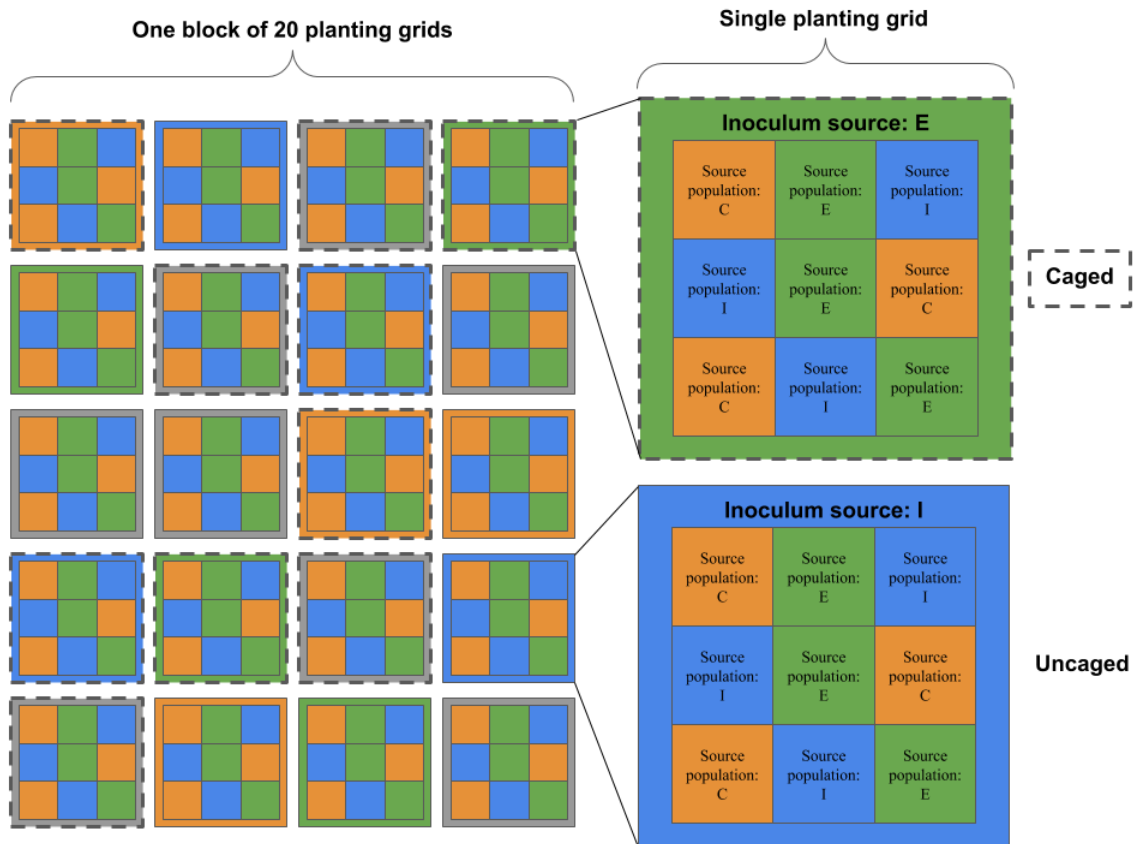 One block of 20 planting grids
Single planting grid
Inoculum source: E
Source
population:
C
Source
population:
E
Source
population:
I
Source
population:
I
Source
population:
E
Source
population:
C
Source
population:
C
Source
population:
I
Source
population:
E
Caged
Inoculum source: I
Source
population:
C
Source
population:
E
Source
population:
I
Source
population:
I
Source
population:
E
Source
population:
C
Source
population:
C
Source
population:
I
Source
population:
E
Uncaged